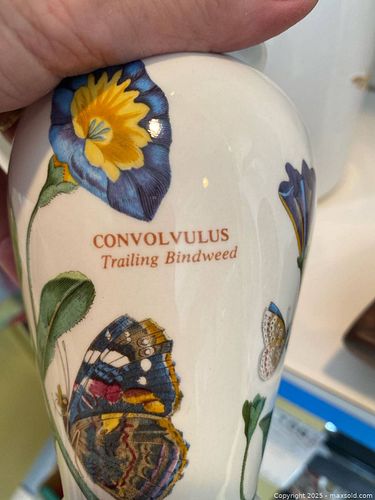 CONVOLVULUS
Trailing Bindweed
Copyright 2025 - maxsold.com